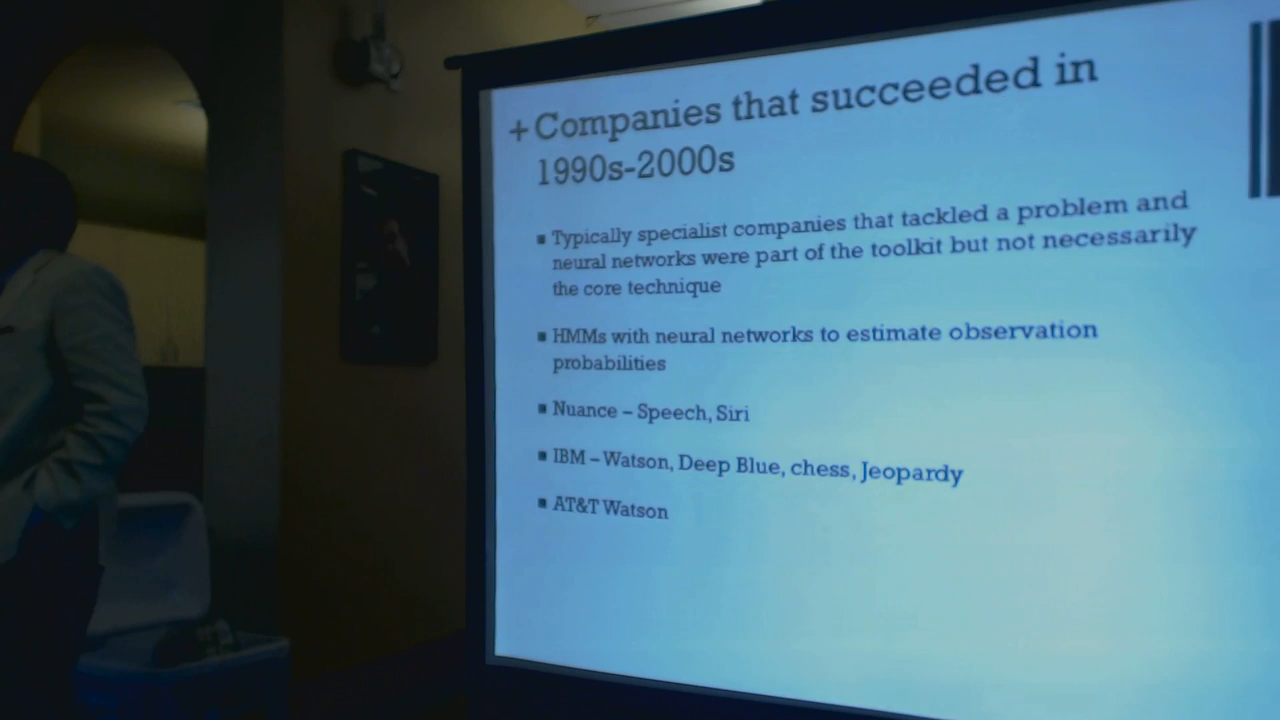 + Companies that succeeded in
1990s-2000s
▪ Typically specialist companies that tackled a problem and
neural networks were part of the toolkit but not necessarily
the core technique
▪ HMMs with neural networks to estimate observation
probabilities
▪ Nuance – Speech, Siri
▪ IBM – Watson, Deep Blue, chess, Jeopardy
▪ AT&T Watson